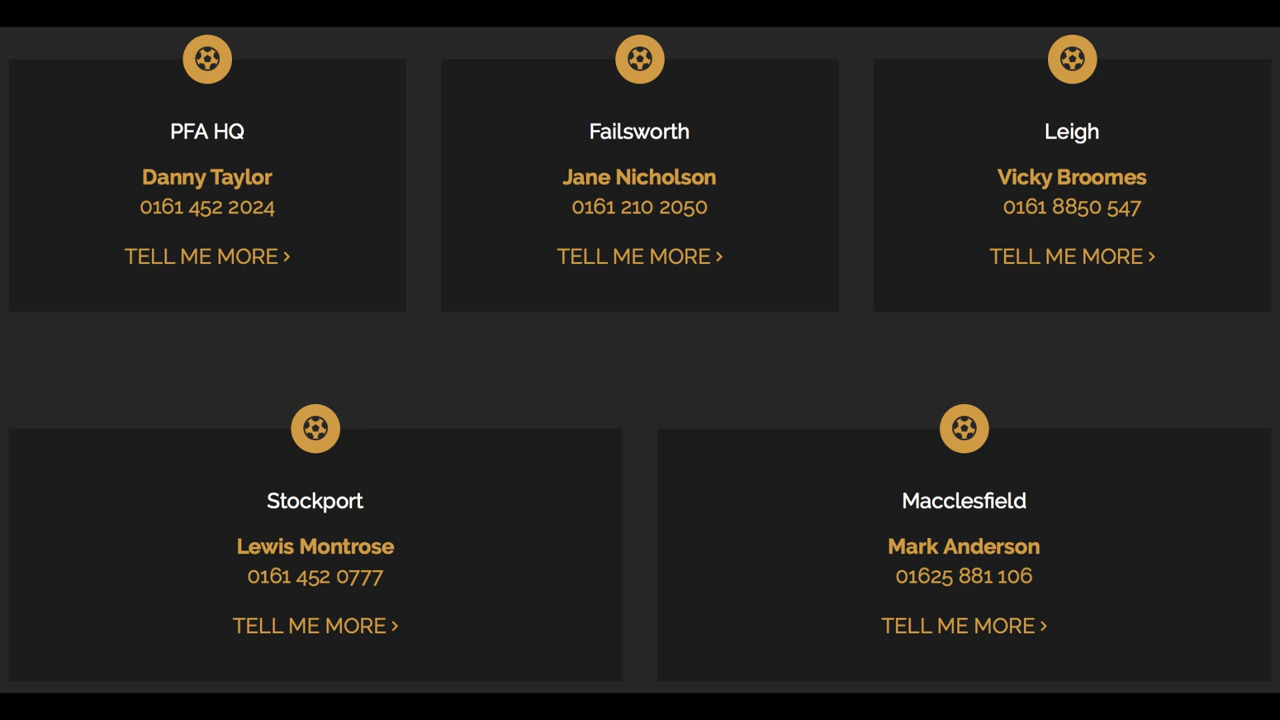 PFA HQ
Danny Taylor
0161 452 2024
TELL ME MORE ›
Failsworth
Jane Nicholson
0161 210 2050
TELL ME MORE ›
Leigh
Vicky Broomes
0161 8850 547
TELL ME MORE ›
Stockport
Lewis Montrose
0161 452 0777
TELL ME MORE ›
Macclesfield
Mark Anderson
01625 881 106
TELL ME MORE ›